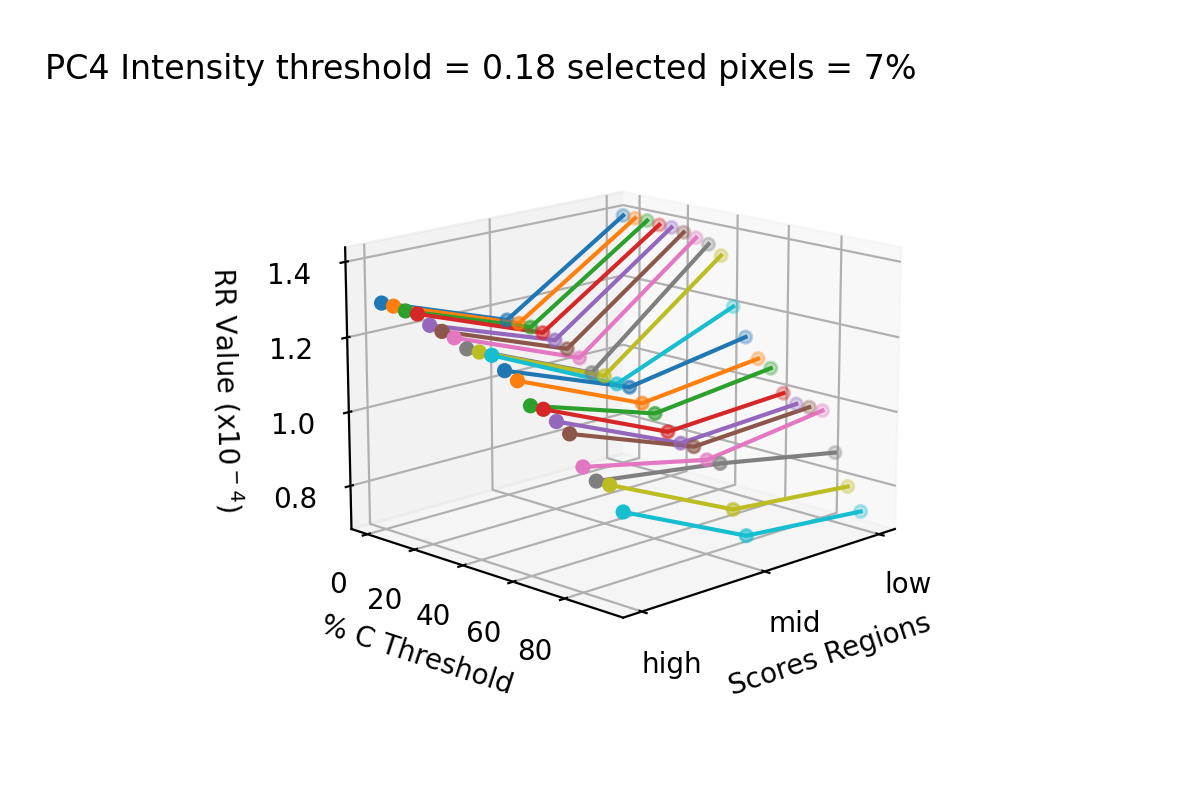 PC4 Intensity threshold = 0.18 selected pixels = 7%
RR Value (x10⁻⁴)
1.4
1.2
1.0
0.8
0
20
40
60
80
% C Threshold
high
mid
low
Scores Regions